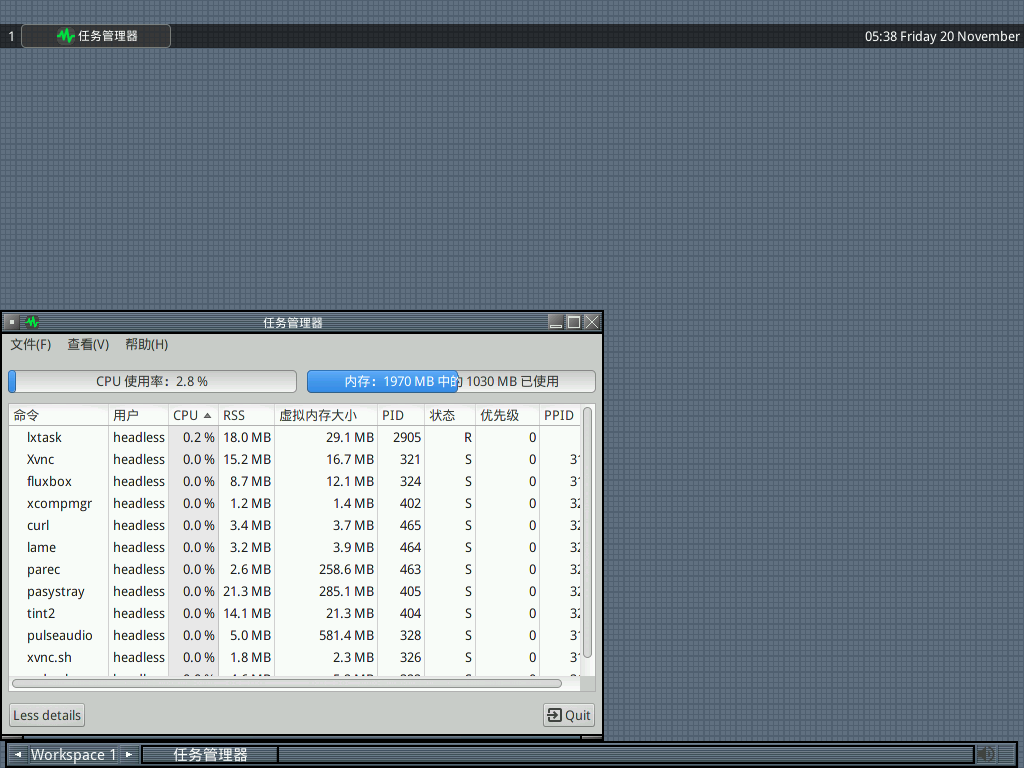 1 任务管理器 05:38 Friday 20 November
任务管理器
文件(F) 查看(V) 帮助(H)
CPU 使用率：2.8 % 内存：1970 MB 中的 1030 MB 已使用
命令 用户 CPU RSS 虚拟内存大小 PID 状态 优先级 PPID
lxtask headless 0.2 % 18.0 MB 29.1 MB 2905 R 0
Xvnc headless 0.0 % 15.2 MB 16.7 MB 321 S 0
fluxbox headless 0.0 % 8.7 MB 12.1 MB 324 S 0
xcompmgr headless 0.0 % 1.2 MB 1.4 MB 402 S 0
curl headless 0.0 % 3.4 MB 3.7 MB 465 S 0
lame headless 0.0 % 3.2 MB 3.9 MB 464 S 0
parec headless 0.0 % 2.6 MB 258.6 MB 463 S 0
pasystray headless 0.0 % 21.3 MB 285.1 MB 405 S 0
tint2 headless 0.0 % 14.1 MB 21.3 MB 404 S 0
pulseaudio headless 0.0 % 5.0 MB 581.4 MB 328 S 0
xvnc.sh headless 0.0 % 1.8 MB 2.3 MB 326 S 0
Less details Quit
Workspace 1 任务管理器